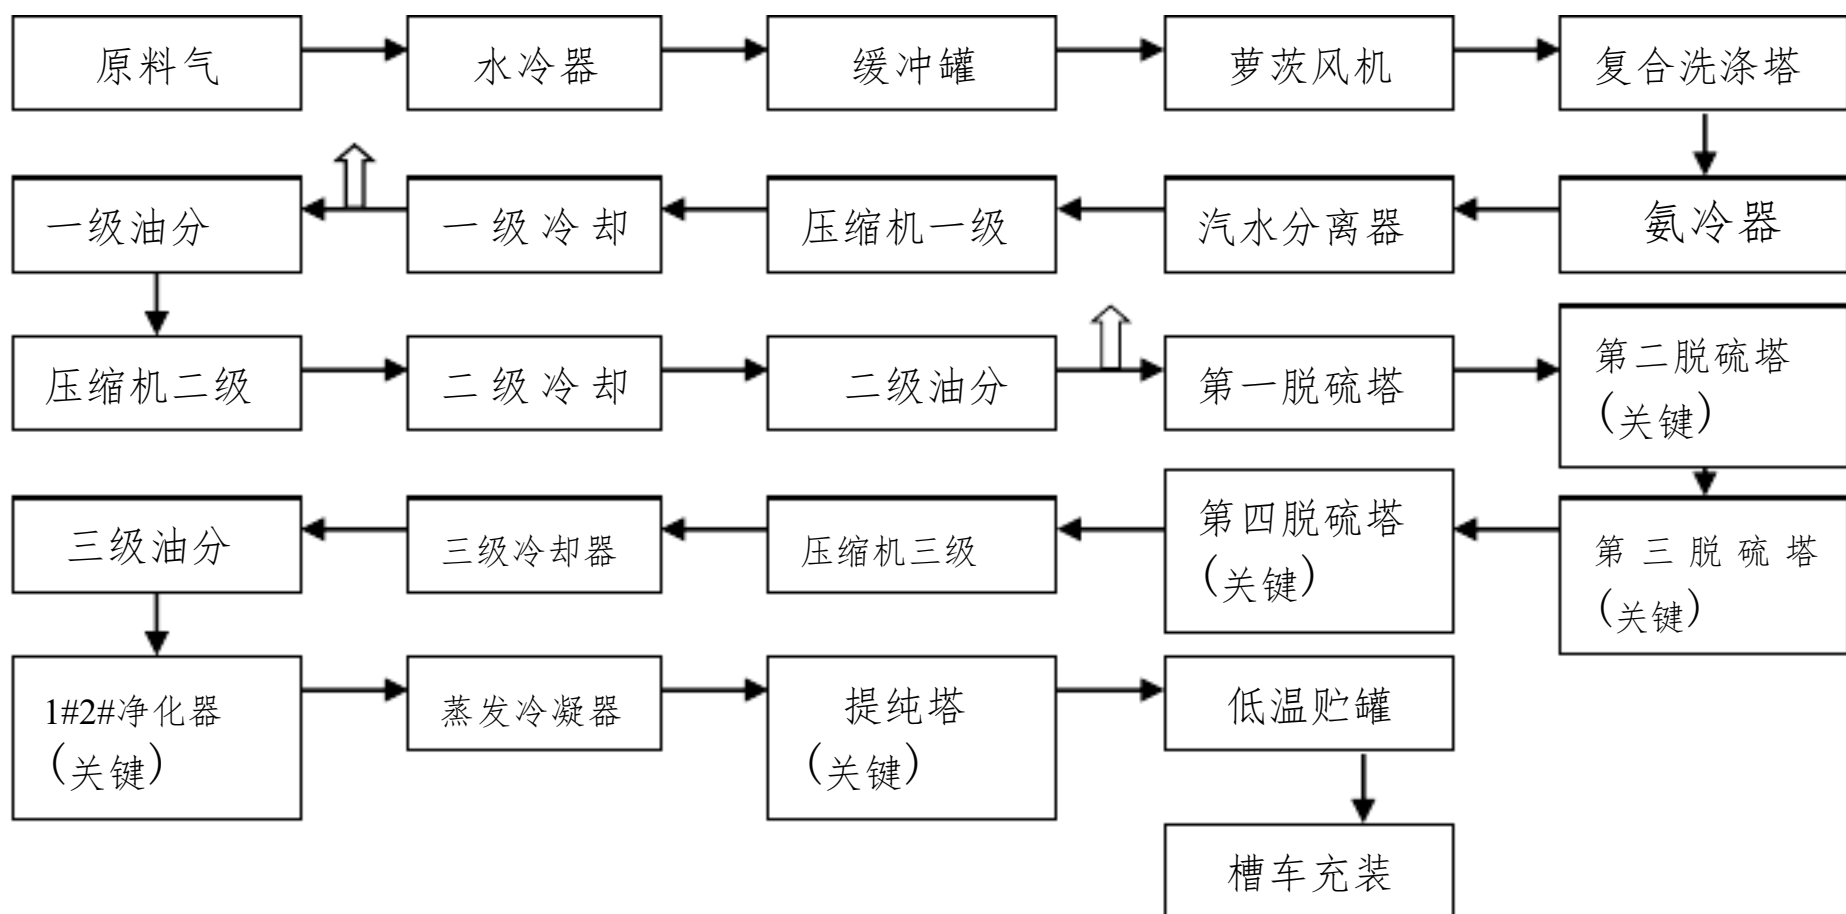 原料气
水冷器
缓冲罐
萝茨风机
复合洗涤塔
一级油分
一级冷却
压缩机一级
汽水分离器
氨冷器
压缩机二级
二级冷却
二级油分
第一脱硫塔
第二脱硫塔
(关键)
三级油分
三级冷却器
压缩机三级
第四脱硫塔
(关键)
第三脱硫塔
(关键)
1#2#净化器
(关键)
蒸发冷凝器
提纯塔
(关键)
低温贮罐
槽车充装